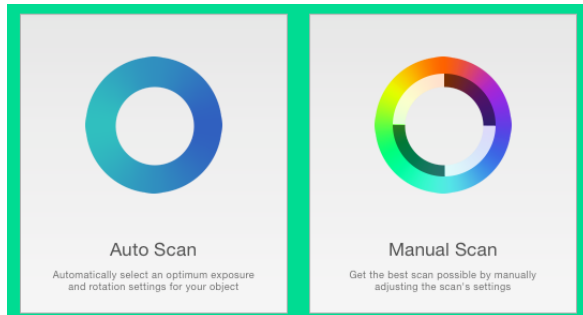 Auto Scan
Automatically select an optimum exposure
and rotation settings for your object
Manual Scan
Get the best scan possible by manually
adjusting the scan's settings